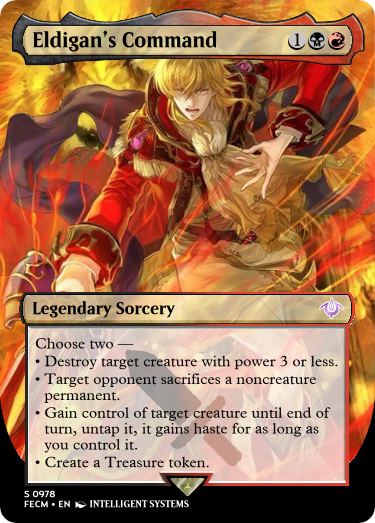 Eldigan's Command 1
Legendary Sorcery
Choose two —
• Destroy target creature with power 3 or less.
• Target opponent sacrifices a noncreature
permanent.
• Gain control of target creature until end of
turn, untap it, it gains haste for as long as
you control it.
• Create a Treasure token.
S 0978
FECM • EN INTELLIGENT SYSTEMS